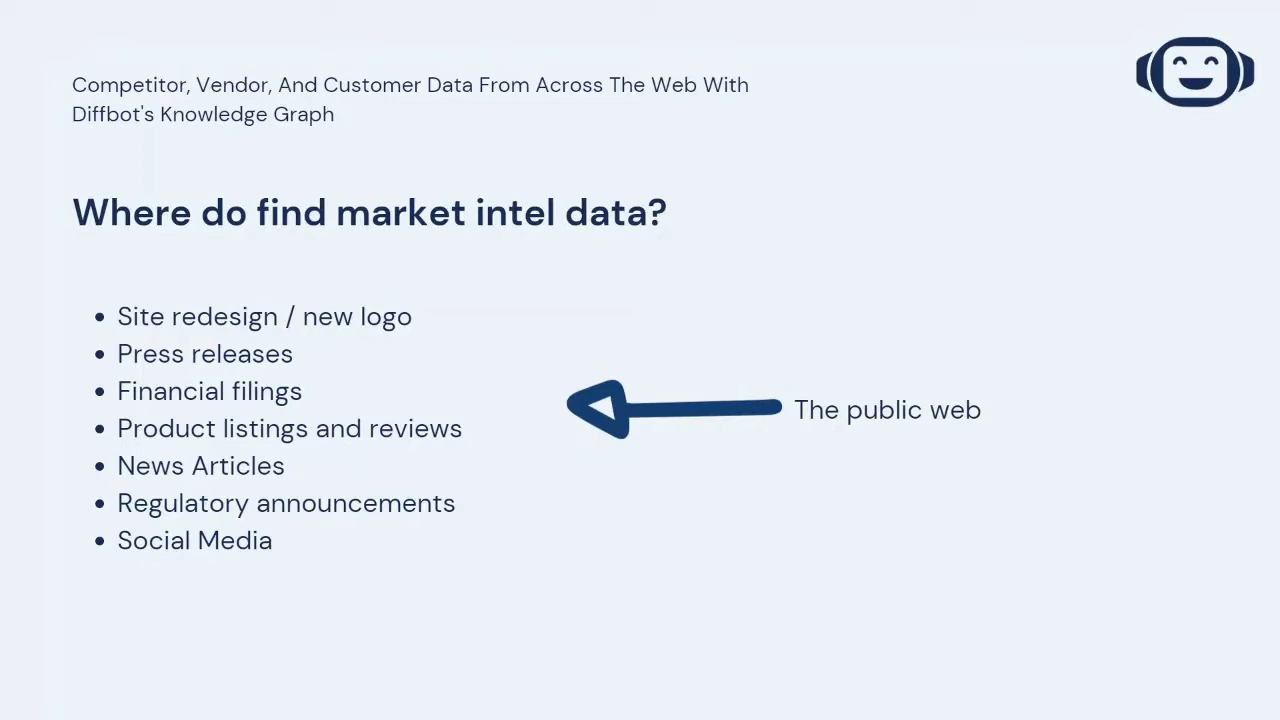 Competitor, Vendor, And Customer Data From Across The Web With
Diffbot's Knowledge Graph
Where do find market intel data?
• Site redesign / new logo
• Press releases
• Financial filings
• Product listings and reviews
• News Articles
• Regulatory announcements
• Social Media
The public web